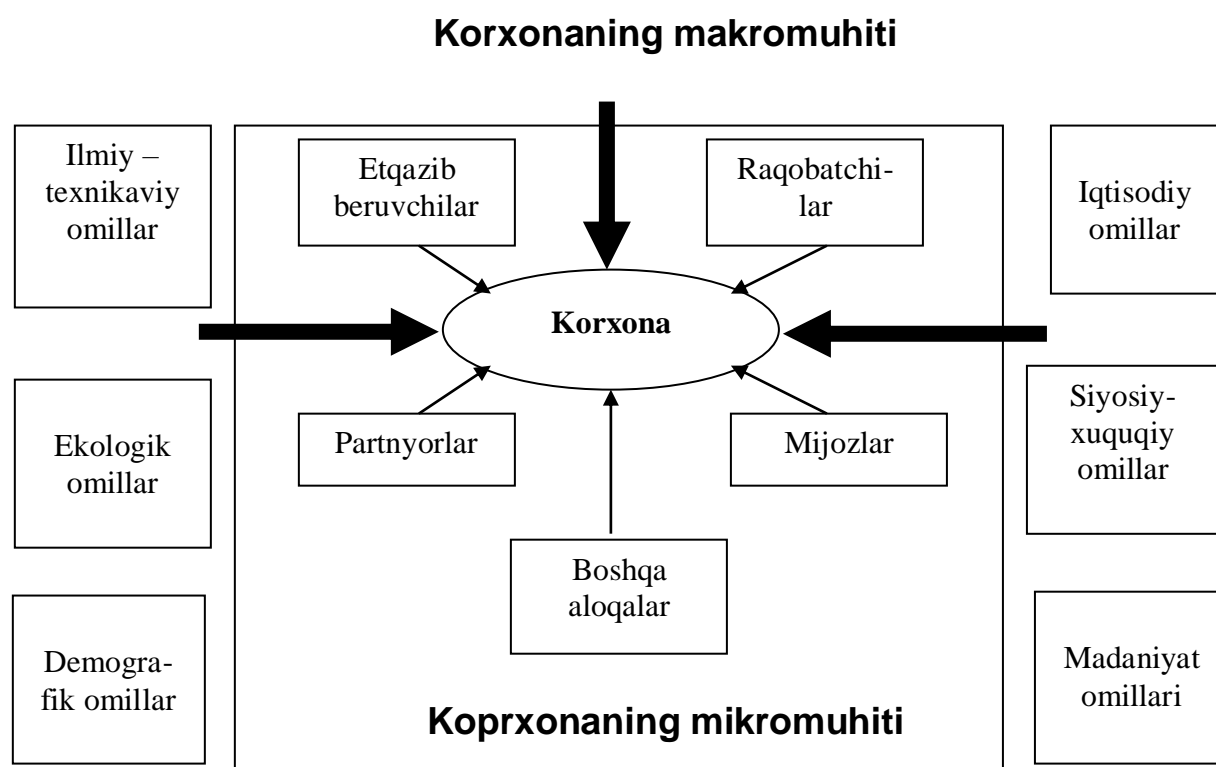 Korxonaning makromuhiti
Ilmiy –
texnikaviy
omillar
Etqazib
beruvchilar
Raqobatchi-
lar
Iqtisodiy
omillar
Korxona
Ekologik
omillar
Partnyorlar
Mijozlar
Siyosiy-
xuquqiy
omillar
Boshqa
aloqalar
Demogra-
fik omillar
Madaniyat
omillari
Koprxonaning mikromuhiti